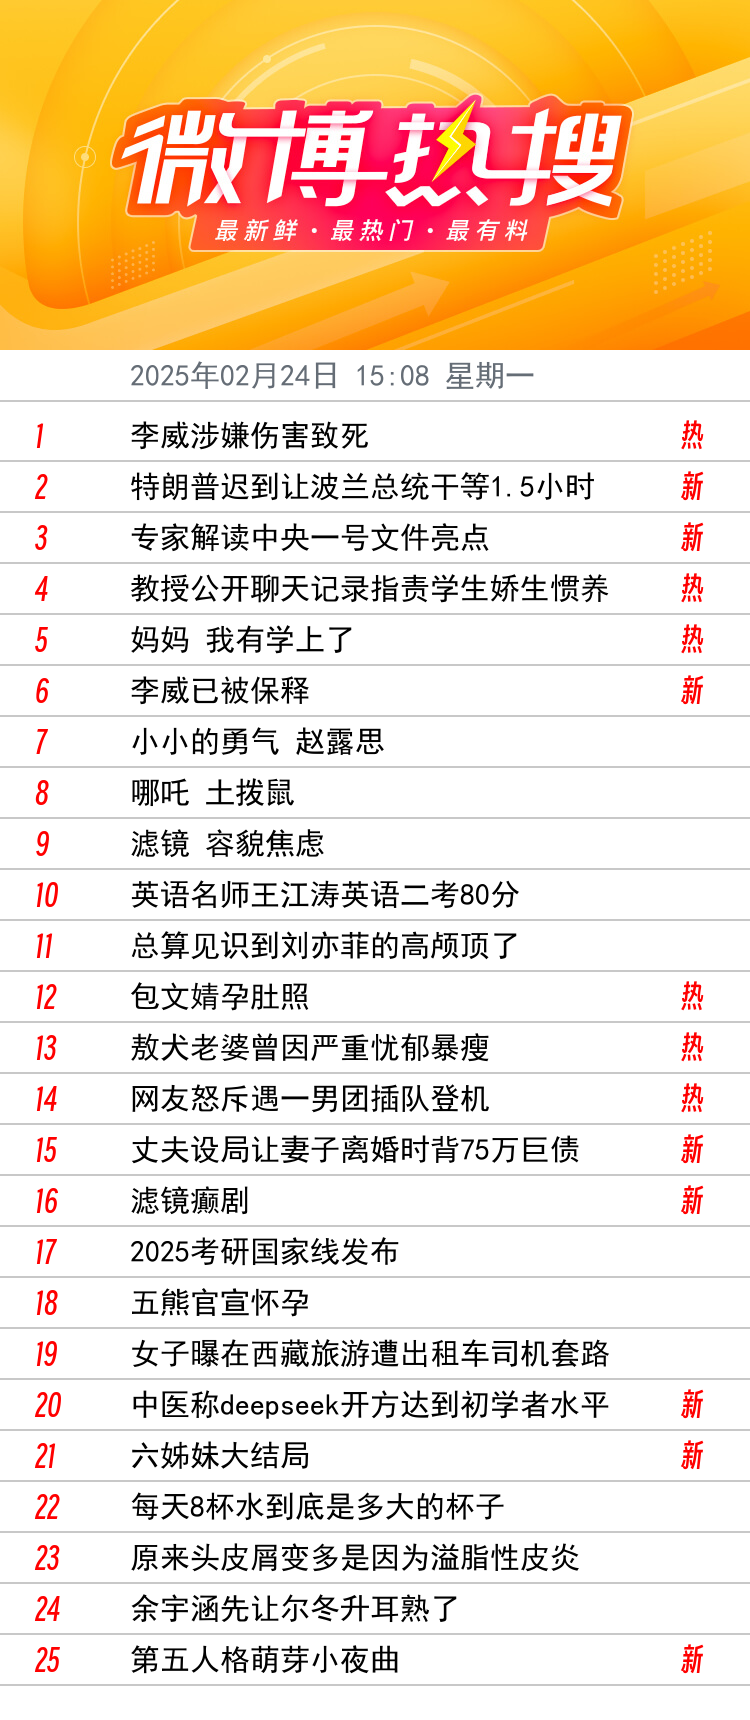 微博热搜
最新鲜·最热门·最有料
2025年02月24日 15:08 星期一
1 李威涉嫌伤害致死 热
2 特朗普迟到让波兰总统干等1.5小时 新
3 专家解读中央一号文件亮点 新
4 教授公开聊天记录指责学生娇生惯养 热
5 妈妈 我有学上了 热
6 李威已被保释 新
7 小小的勇气 赵露思
8 哪吒 土拨鼠
9 滤镜 容貌焦虑
10 英语名师王江涛英语二考80分
11 总算见识到刘亦菲的高颅顶了
12 包文婧孕肚照 热
13 敖犬老婆曾因严重忧郁暴瘦 热
14 网友怒斥遇一男团插队登机 热
15 丈夫设局让妻子离婚时背75万巨债 新
16 滤镜癫剧 新
17 2025考研国家线发布
18 五熊官宣怀孕
19 女子曝在西藏旅游遭出租车司机套路
20 中医称deepseek开方达到初学者水平 新
21 六姊妹大结局 新
22 每天8杯水到底是多大的杯子
23 原来头皮屑变多是因为溢脂性皮炎
24 余宇涵先让尔冬升耳熟了
25 第五人格萌芽小夜曲 新